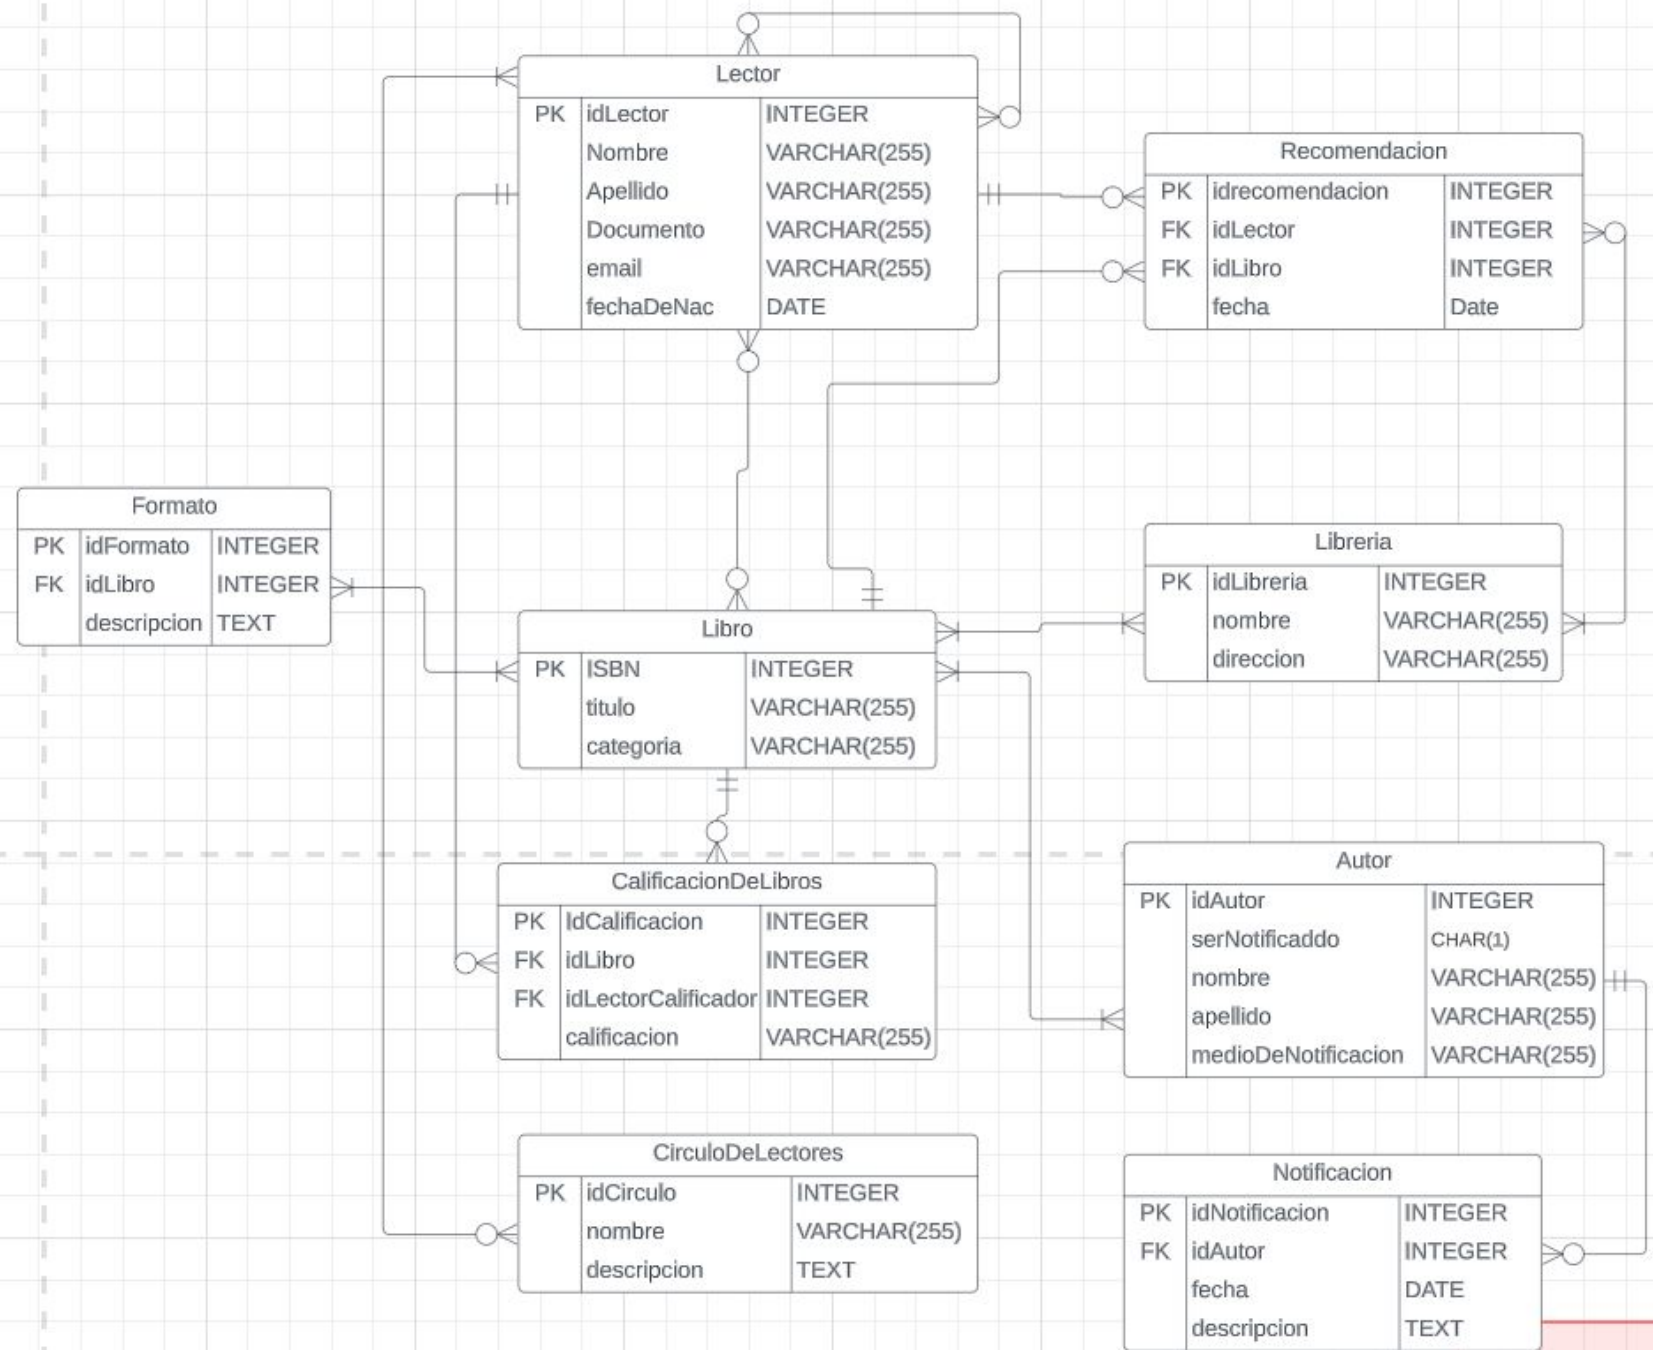 Lector
PK idLector INTEGER
Nombre VARCHAR(255)
Apellido VARCHAR(255)
Documento VARCHAR(255)
email VARCHAR(255)
fechaDeNac DATE
Recomendacion
PK idrecomendacion INTEGER
FK idLector INTEGER
FK idLibro INTEGER
fecha Date
Formato
PK idFormato INTEGER
FK idLibro INTEGER
descripcion TEXT
Libreria
PK idLibreria INTEGER
nombre VARCHAR(255)
direccion VARCHAR(255)
Libro
PK ISBN INTEGER
titulo VARCHAR(255)
categoria VARCHAR(255)
CalificacionDeLibros
PK IdCalificacion INTEGER
FK idLibro INTEGER
FK idLectorCalificador INTEGER
calificacion VARCHAR(255)
Autor
PK idAutor INTEGER
serNotificaddo CHAR(1)
nombre VARCHAR(255)
apellido VARCHAR(255)
medioDeNotificacion VARCHAR(255)
CirculoDeLectores
PK idCirculo INTEGER
nombre VARCHAR(255)
descripcion TEXT
Notificacion
PK idNotificacion INTEGER
FK idAutor INTEGER
fecha DATE
descripcion TEXT